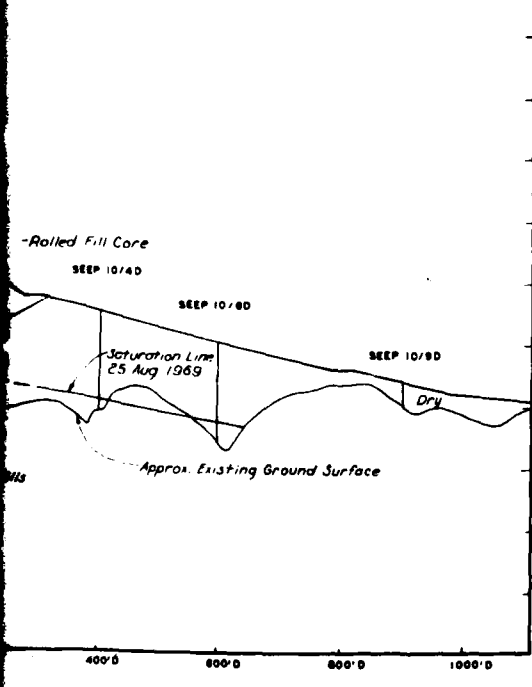 -Rolled Fill Core
SEEP 10/4D
SEEP 10/6D
SEEP 10/9D
Saturation Line
25 Aug 1969
Dry
Approx. Existing Ground Surface
400'D
600'D
800'D
1000'D